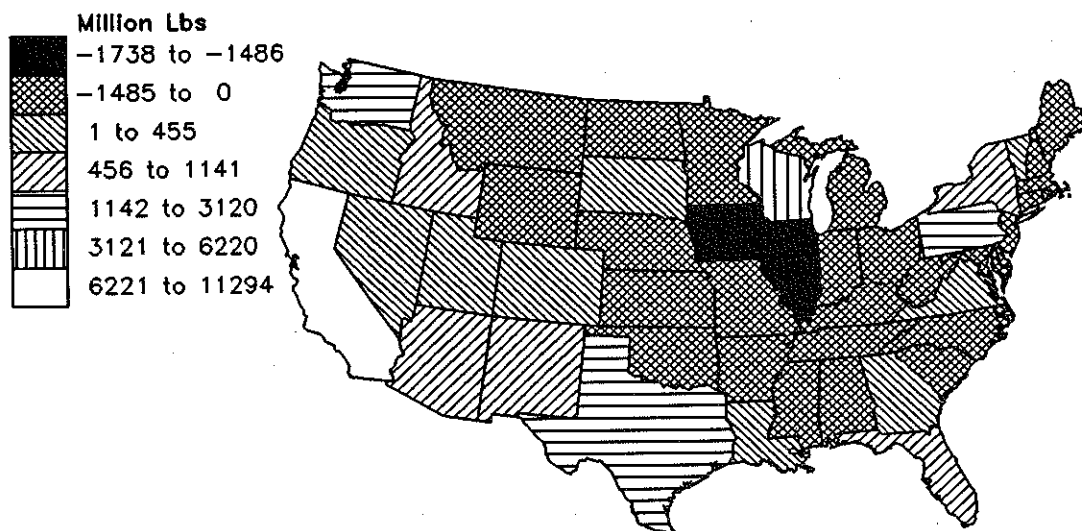 Million Lbs
−1738 to −1486
−1485 to 0
1 to 455
456 to 1141
1142 to 3120
3121 to 6220
6221 to 11294